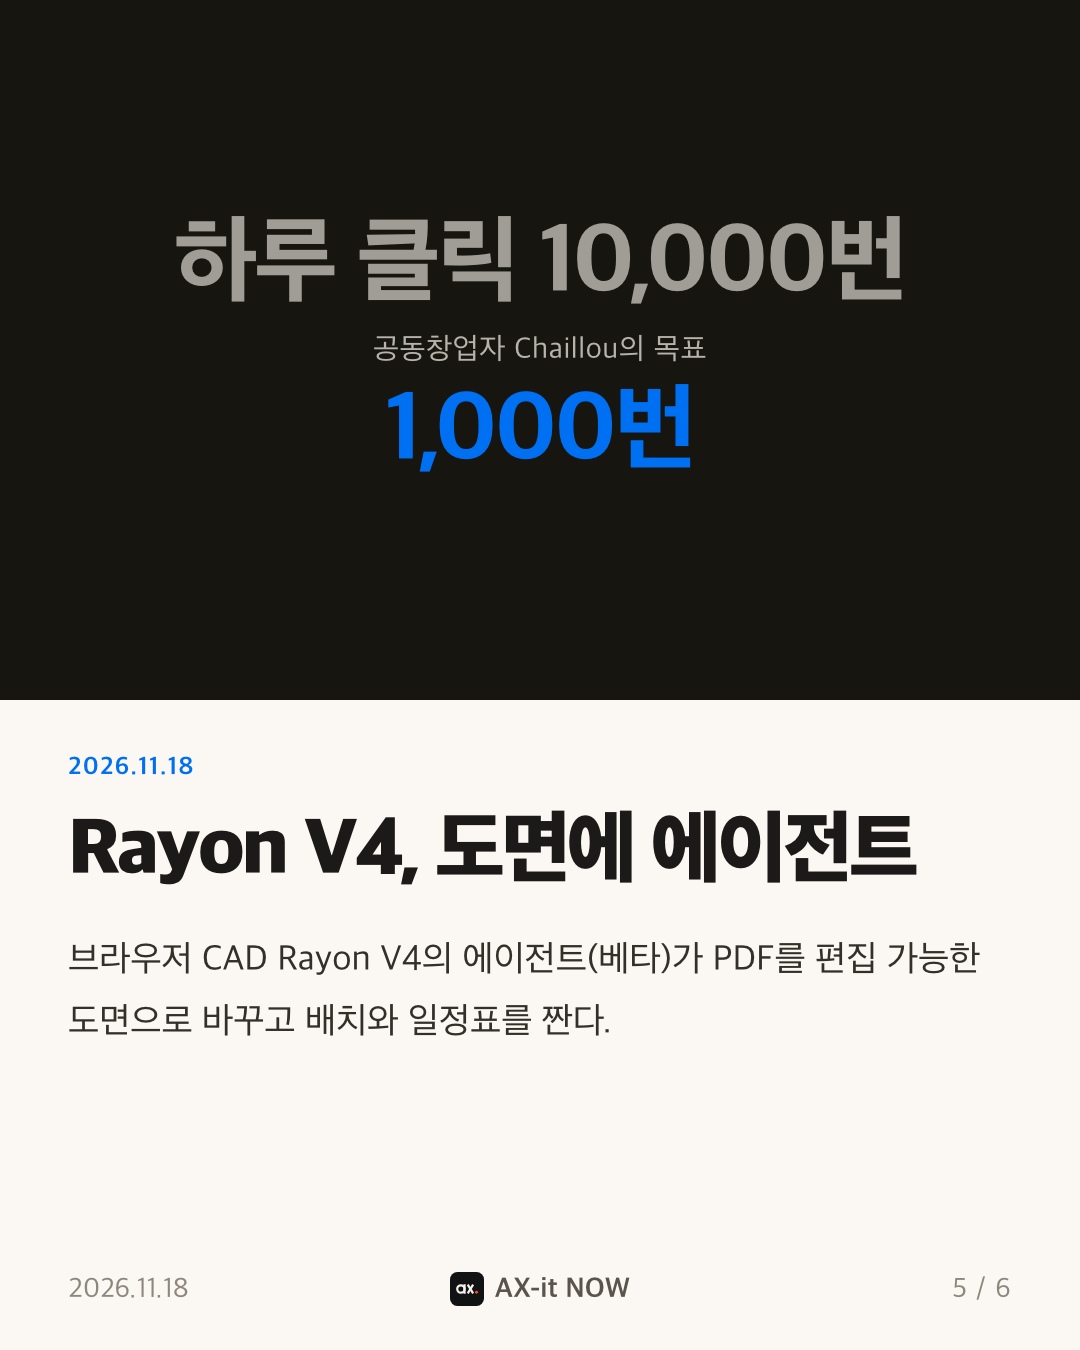 하루 클릭 10,000번
공동창업자 Chaillou의 목표
1,000번
2026.11.18
Rayon V4, 도면에 에이전트
브라우저 CAD Rayon V4의 에이전트(베타)가 PDF를 편집 가능한
도면으로 바꾸고 배치와 일정표를 짠다.
2026.11.18
ax. AX-it NOW
5 / 6